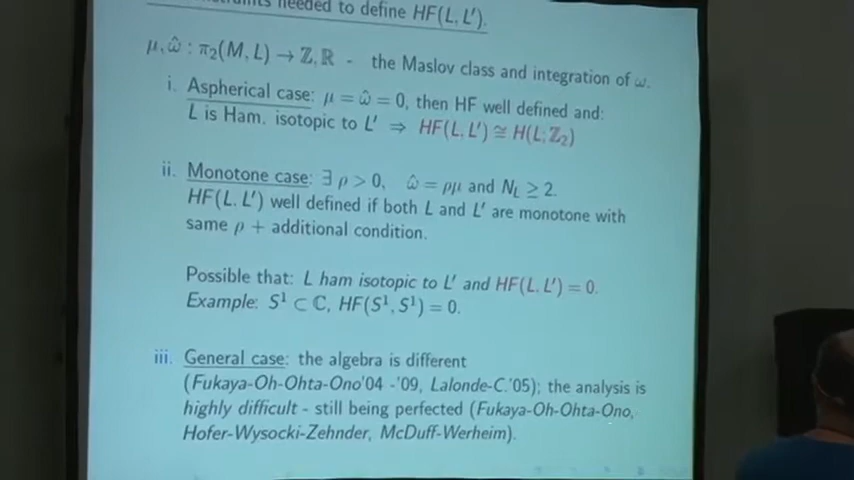 needed to define HF(L, L′).
μ, ω̂ : π₂(M, L) → ℤ, ℝ - the Maslov class and integration of ω.
i. Aspherical case: μ = ω̂ = 0, then HF well defined and:
L is Ham. isotopic to L′ ⇒ HF(L, L′) ≅ H(L; ℤ₂)
ii. Monotone case: ∃ ρ > 0, ω̂ = ρμ and N_L ≥ 2.
HF(L, L′) well defined if both L and L′ are monotone with
same ρ + additional condition.
Possible that: L ham isotopic to L′ and HF(L, L′) = 0.
Example: S¹ ⊂ ℂ, HF(S¹, S¹) = 0.
iii. General case: the algebra is different
(Fukaya-Oh-Ohta-Ono'04 -'09, Lalonde-C.'05); the analysis is
highly difficult - still being perfected (Fukaya-Oh-Ohta-Ono,
Hofer-Wysocki-Zehnder, McDuff-Werheim).